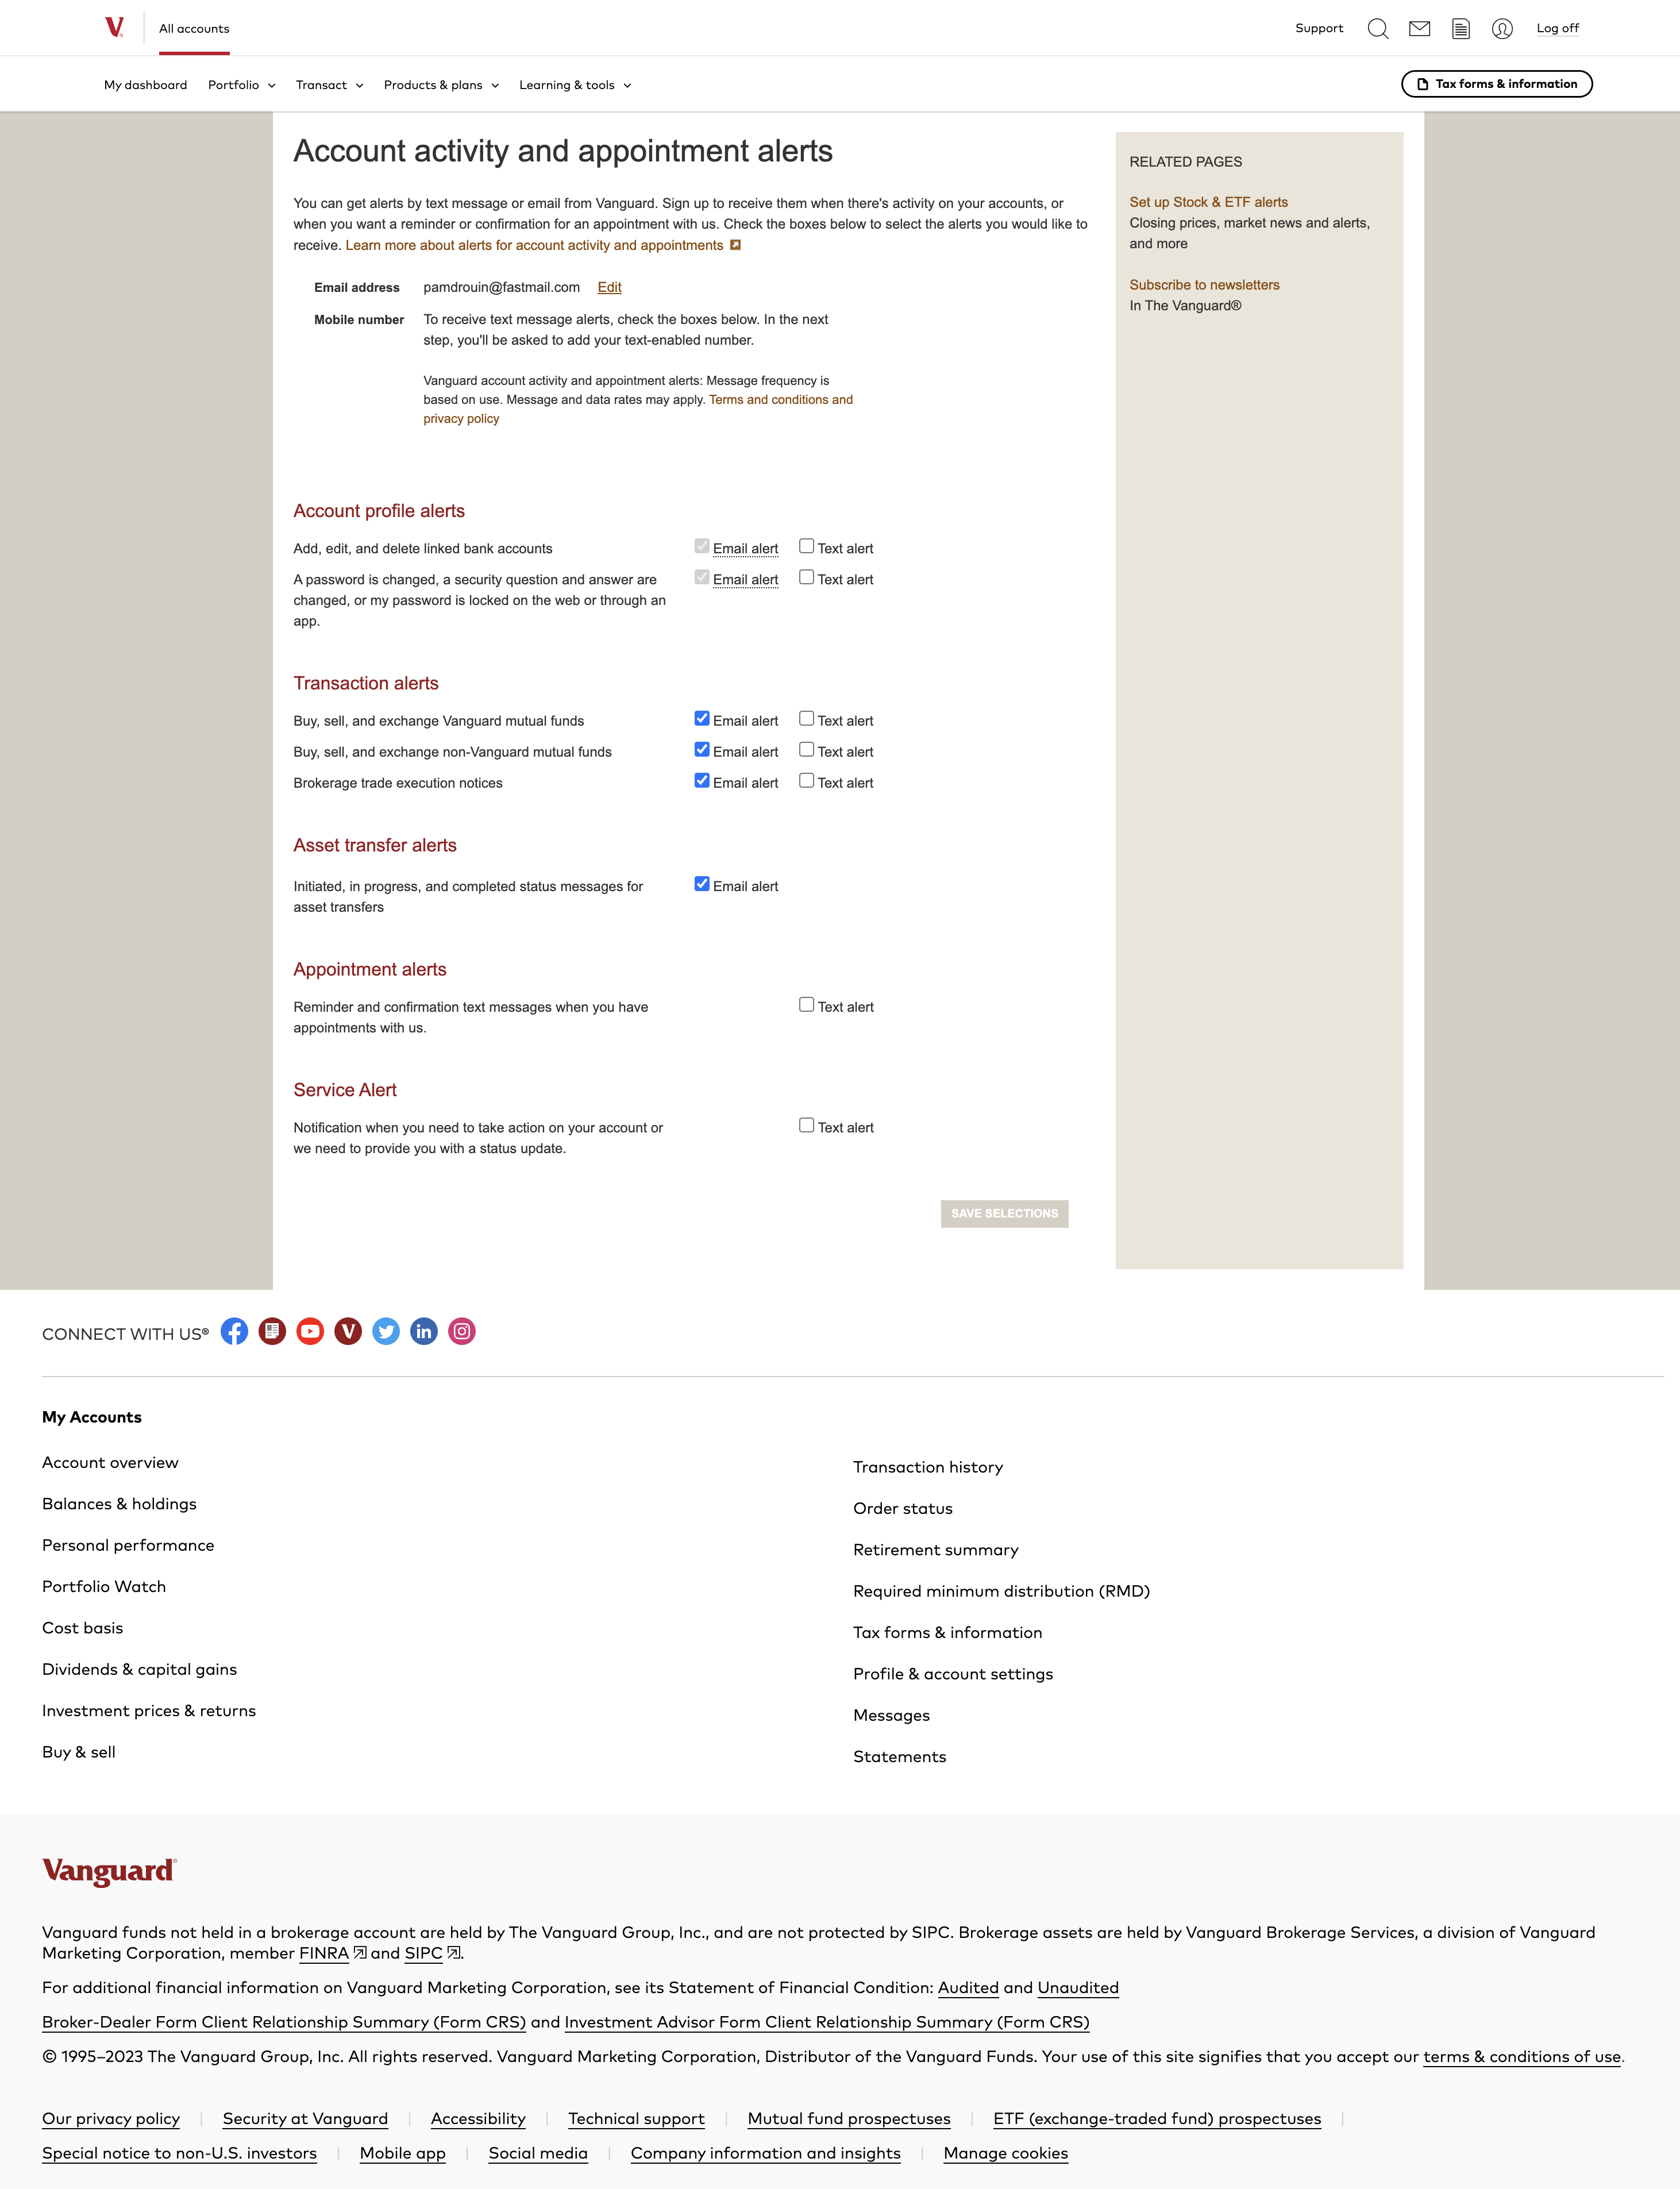 V
All accounts
Support
Log off
My dashboard
Portfolio
Transact
Products & plans
Learning & tools
Tax forms & information
Account activity and appointment alerts
You can get alerts by text message or email from Vanguard. Sign up to receive them when there's activity on your accounts, or
when you want a reminder or confirmation for an appointment with us. Check the boxes below to select the alerts you would like to
receive. Learn more about alerts for account activity and appointments
Email address pamdrouin@fastmail.com Edit
Mobile number To receive text message alerts, check the boxes below. In the next
step, you'll be asked to add your text-enabled number.
Vanguard account activity and appointment alerts: Message frequency is
based on use. Message and data rates may apply. Terms and conditions and
privacy policy
Account profile alerts
Add, edit, and delete linked bank accounts Email alert Text alert
A password is changed, a security question and answer are Email alert Text alert
changed, or my password is locked on the web or through an
app.
Transaction alerts
Buy, sell, and exchange Vanguard mutual funds Email alert Text alert
Buy, sell, and exchange non-Vanguard mutual funds Email alert Text alert
Brokerage trade execution notices Email alert Text alert
Asset transfer alerts
Initiated, in progress, and completed status messages for Email alert
asset transfers
Appointment alerts
Reminder and confirmation text messages when you have Text alert
appointments with us.
Service Alert
Notification when you need to take action on your account or Text alert
we need to provide you with a status update.
SAVE SELECTIONS
RELATED PAGES
Set up Stock & ETF alerts
Closing prices, market news and alerts,
and more
Subscribe to newsletters
In The Vanguard®
CONNECT WITH US®
My Accounts
Account overview
Balances & holdings
Personal performance
Portfolio Watch
Cost basis
Dividends & capital gains
Investment prices & returns
Buy & sell
Transaction history
Order status
Retirement summary
Required minimum distribution (RMD)
Tax forms & information
Profile & account settings
Messages
Statements
Vanguard®
Vanguard funds not held in a brokerage account are held by The Vanguard Group, Inc., and are not protected by SIPC. Brokerage assets are held by Vanguard Brokerage Services, a division of Vanguard
Marketing Corporation, member FINRA and SIPC.
For additional financial information on Vanguard Marketing Corporation, see its Statement of Financial Condition: Audited and Unaudited
Broker-Dealer Form Client Relationship Summary (Form CRS) and Investment Advisor Form Client Relationship Summary (Form CRS)
© 1995–2023 The Vanguard Group, Inc. All rights reserved. Vanguard Marketing Corporation, Distributor of the Vanguard Funds. Your use of this site signifies that you accept our terms & conditions of use.
Our privacy policy | Security at Vanguard | Accessibility | Technical support | Mutual fund prospectuses | ETF (exchange-traded fund) prospectuses |
Special notice to non-U.S. investors | Mobile app | Social media | Company information and insights | Manage cookies